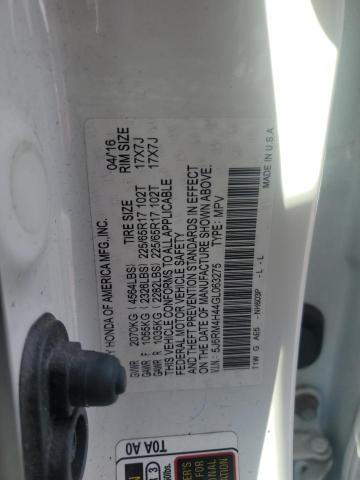 BY HONDA OF AMERICA MFG.,INC. 04/16
GVWR 2070KG ( 4564LBS) TIRE SIZE RIM SIZE
GAWR F 1055KG ( 2326LBS) 225/65R17 102T 17X7J
GAWR R 1035KG ( 2282LBS) 225/65R17 102T 17X7J
THIS VEHICLE CONFORMS TO ALL APPLICABLE
FEDERAL MOTOR VEHICLE SAFETY
AND THEFT PREVENTION STANDARDS IN EFFECT
ON THE DATE OF MANUFACTURE SHOWN ABOVE.
V.I.N.: 5J6RM4H44GL063275 TYPE: MPV
T1W G AE5 - NH603P - L - L
MADE IN U.S.A
T0A A0